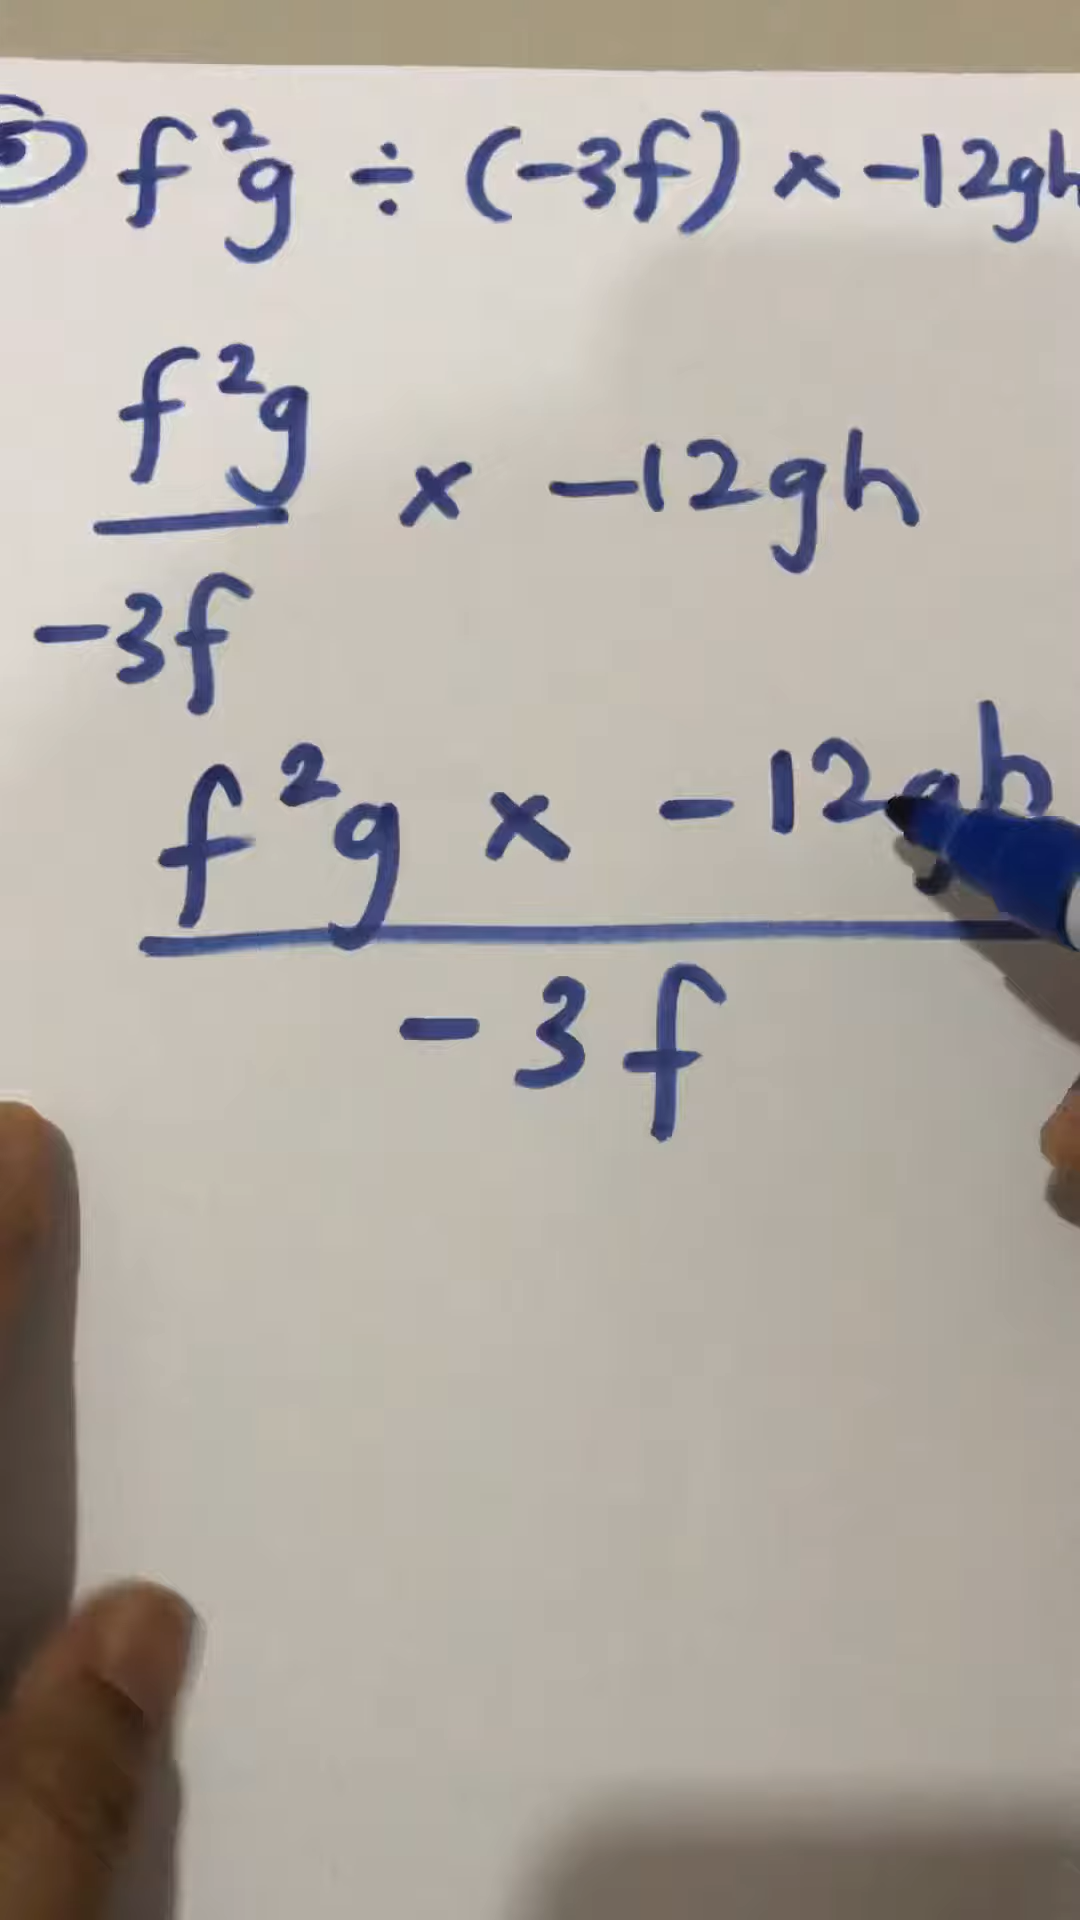 f²g ÷ (-3f) × -12gh
f²g
× -12gh
-3f
f²g × -12gh
-3f